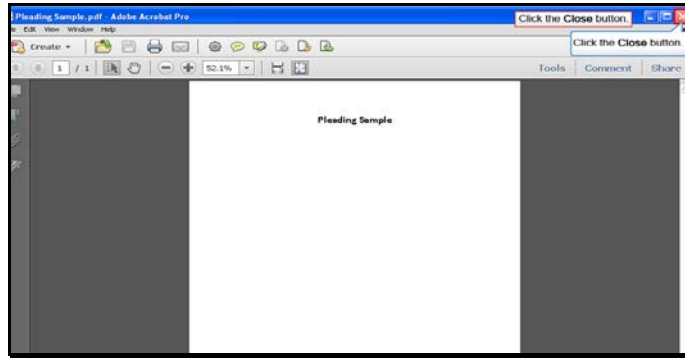 Pleading Sample.pdf - Adobe Acrobat Pro
Click the Close button.
Edit View Window Help
Create
Click the Close button.
1 / 1
52.1%
Tools Comment Share
Pleading Sample